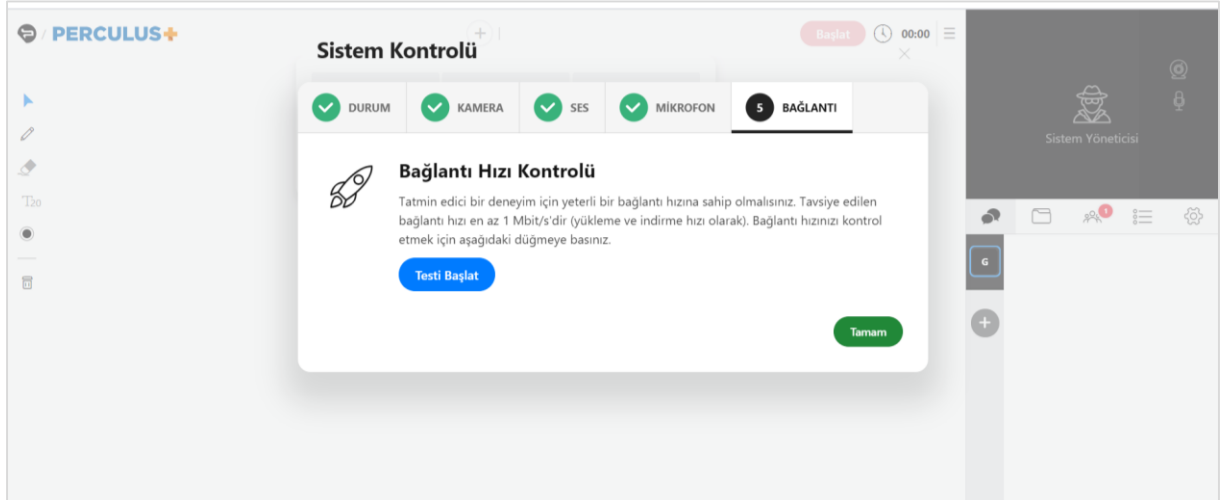 / PERCULUS+
Başlat
00:00
Sistem Kontrolü
DURUM
KAMERA
SES
MİKROFON
5 BAĞLANTI
Bağlantı Hızı Kontrolü
Tatmin edici bir deneyim için yeterli bir bağlantı hızına sahip olmalısınız. Tavsiye edilen
bağlantı hızı en az 1 Mbit/s'dir (yükleme ve indirme hızı olarak). Bağlantı hızınızı kontrol
etmek için aşağıdaki düğmeye basınız.
Testi Başlat
Tamam
Sistem Yöneticisi
1
G
T20